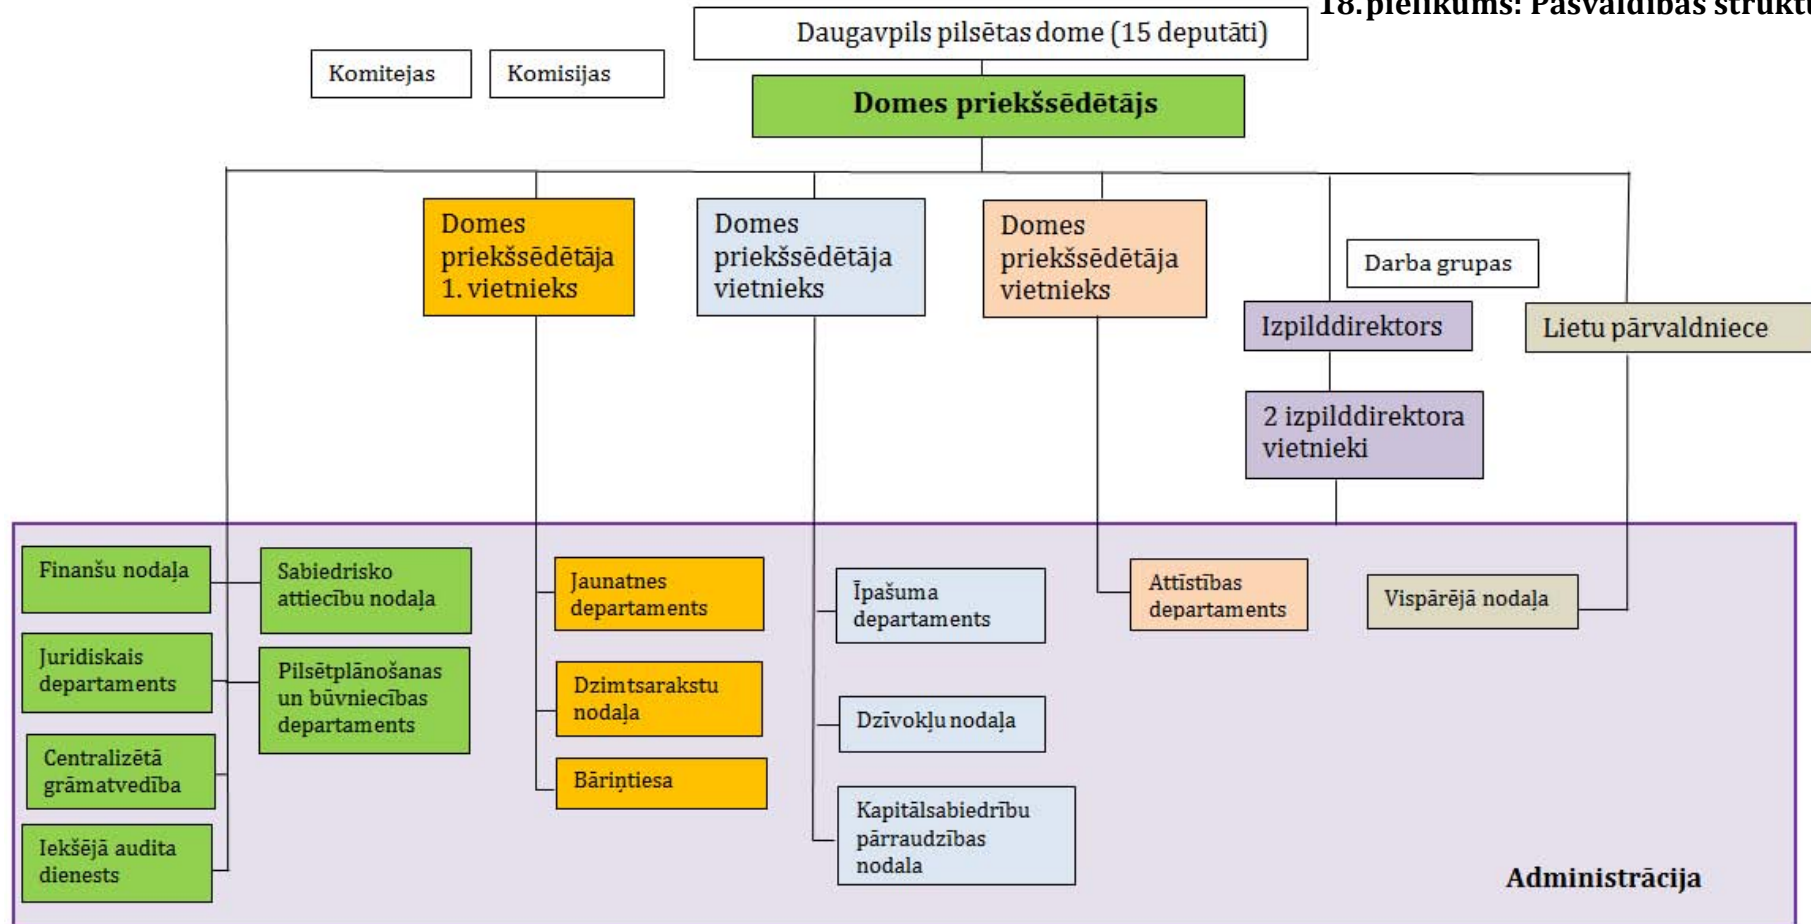 18.pielikums: Pašvaldības
Daugavpils pilsētas dome (15 deputāti)
Komitejas
Komisijas
Domes priekšsēdētājs
Domes
priekšsēdētāja
1. vietnieks
Domes
priekšsēdētāja
vietnieks
Domes
priekšsēdētāja
vietnieks
Darba grupas
Izpilddirektors
Lietu pārvaldniece
2 izpilddirektora
vietnieki
Finanšu nodaļa
Sabiedrisko
attiecību nodaļa
Juridiskais
departaments
Pilsētplānošanas
un būvniecības
departaments
Centralizētā
grāmatvedība
Iekšējā audita
dienests
Jaunatnes
departaments
Dzimtsarakstu
nodaļa
Bāriņtiesa
Īpašuma
departaments
Dzīvokļu nodaļa
Kapitālsabiedrību
pārraudzības
nodala
Attīstības
departaments
Vispārējā nodaļa
Administrācija